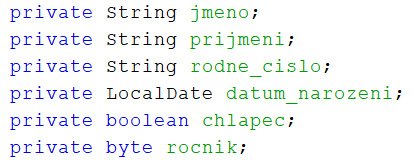 private String jmeno;
private String prijmeni;
private String rodne_cislo;
private LocalDate datum_narozeni;
private boolean chlapec;
private byte rocnik;